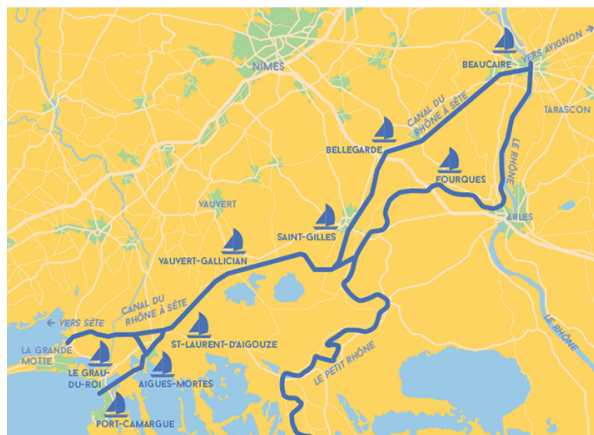 VERS AVIGNON →
BEAUCAIRE
NÎMES
CANAL DU
RHÔNE À SÈTE
TARASCON
BELLEGARDE
LE RHÔNE
FOURQUES
VAUVERT
ARLES
SAINT-GILLES
VAUVERT-GALLICIAN
CANAL DU
RHÔNE À SÈTE
← VERS SÈTE
LE RHÔNE
ST-LAURENT-D'AIGOUZE
LA GRANDE
MOTTE
LE PETIT RHÔNE
LE GRAU-
DU-ROI
AIGUES-MORTES
PORT-CAMARGUE